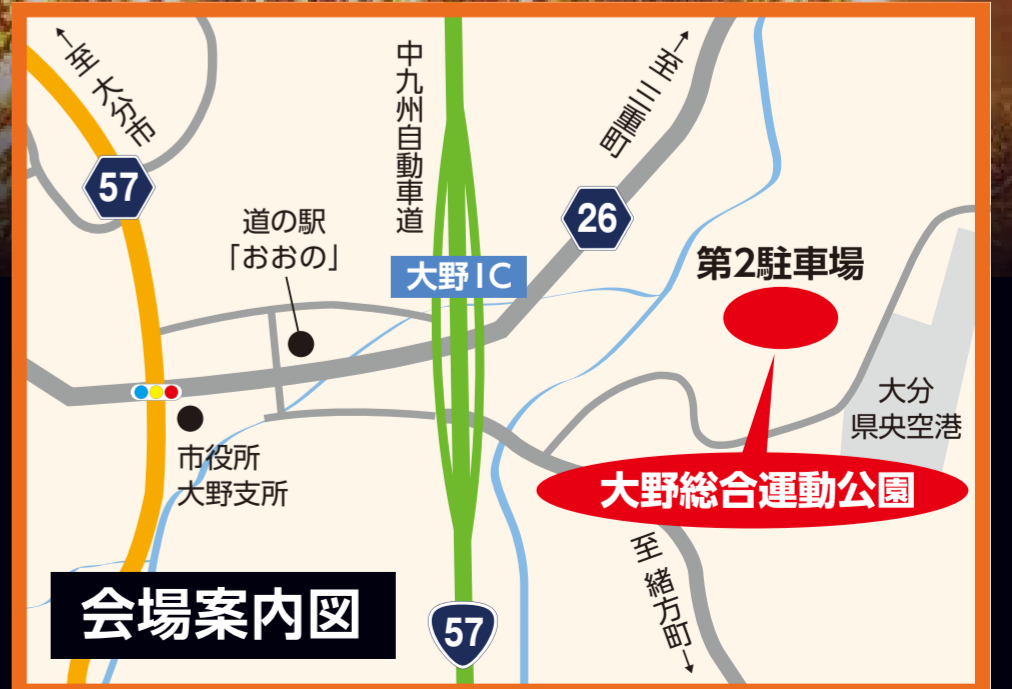 ←至 大分市
中九州自動車道
←至 三重町
57
26
道の駅
「おおの」
大野IC
第2駐車場
大分
県央空港
市役所
大野支所
大野総合運動公園
至 緒方町→
会場案内図
57